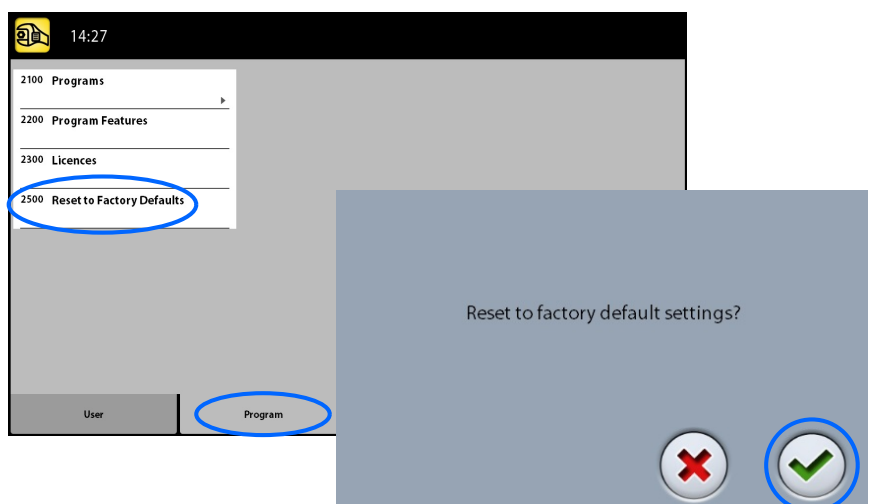 14:27
2100 Programs
2200 Program Features
2300 Licences
2500 Reset to Factory Defaults
Reset to factory default settings?
User
Program